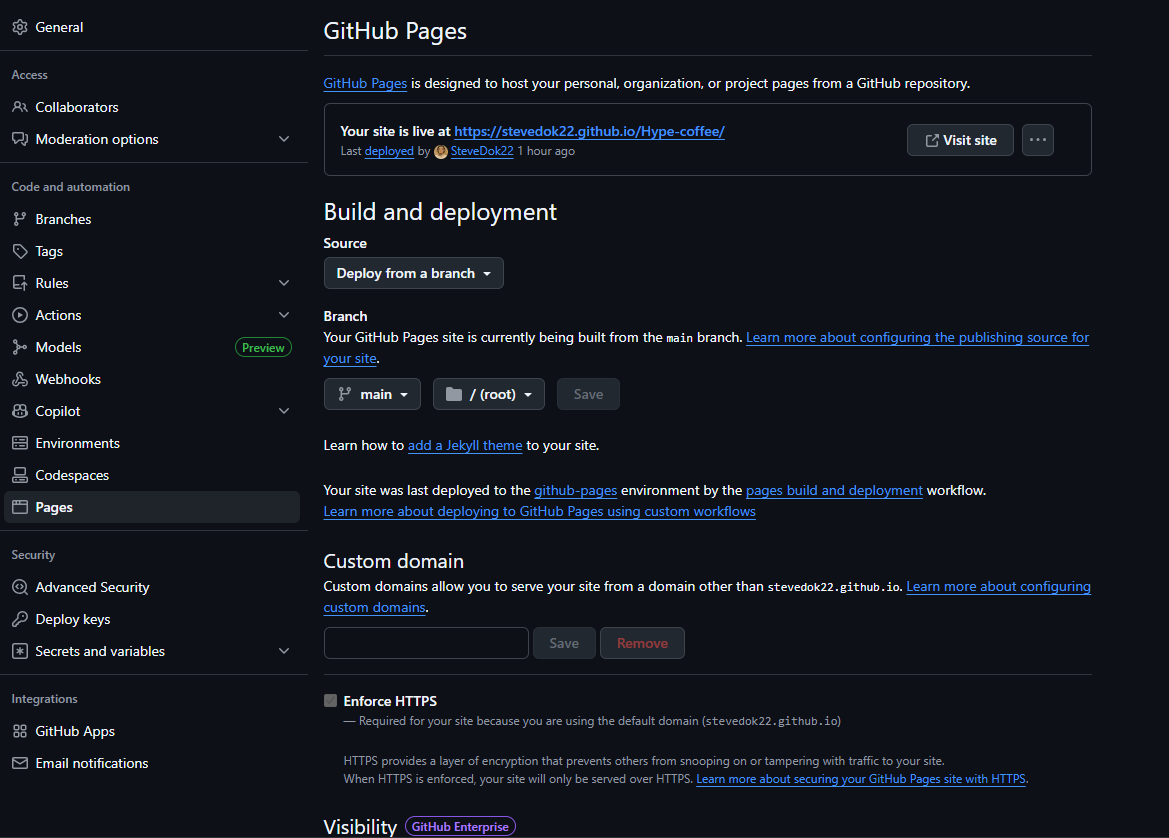 General
Access
Collaborators
Moderation options
Code and automation
Branches
Tags
Rules
Actions
Models Preview
Webhooks
Copilot
Environments
Codespaces
Pages
Security
Advanced Security
Deploy keys
Secrets and variables
Integrations
GitHub Apps
Email notifications
GitHub Pages
GitHub Pages is designed to host your personal, organization, or project pages from a GitHub repository.
Your site is live at https://stevedok22.github.io/Hype-coffee/
Last deployed by SteveDok22 1 hour ago
Visit site
Build and deployment
Source
Deploy from a branch
Branch
Your GitHub Pages site is currently being built from the main branch. Learn more about configuring the publishing source for
your site.
main / (root) Save
Learn how to add a Jekyll theme to your site.
Your site was last deployed to the github-pages environment by the pages build and deployment workflow.
Learn more about deploying to GitHub Pages using custom workflows
Custom domain
Custom domains allow you to serve your site from a domain other than stevedok22.github.io. Learn more about configuring
custom domains.
Save Remove
Enforce HTTPS
— Required for your site because you are using the default domain (stevedok22.github.io)
HTTPS provides a layer of encryption that prevents others from snooping on or tampering with traffic to your site.
When HTTPS is enforced, your site will only be served over HTTPS. Learn more about securing your GitHub Pages site with HTTPS.
Visibility GitHub Enterprise